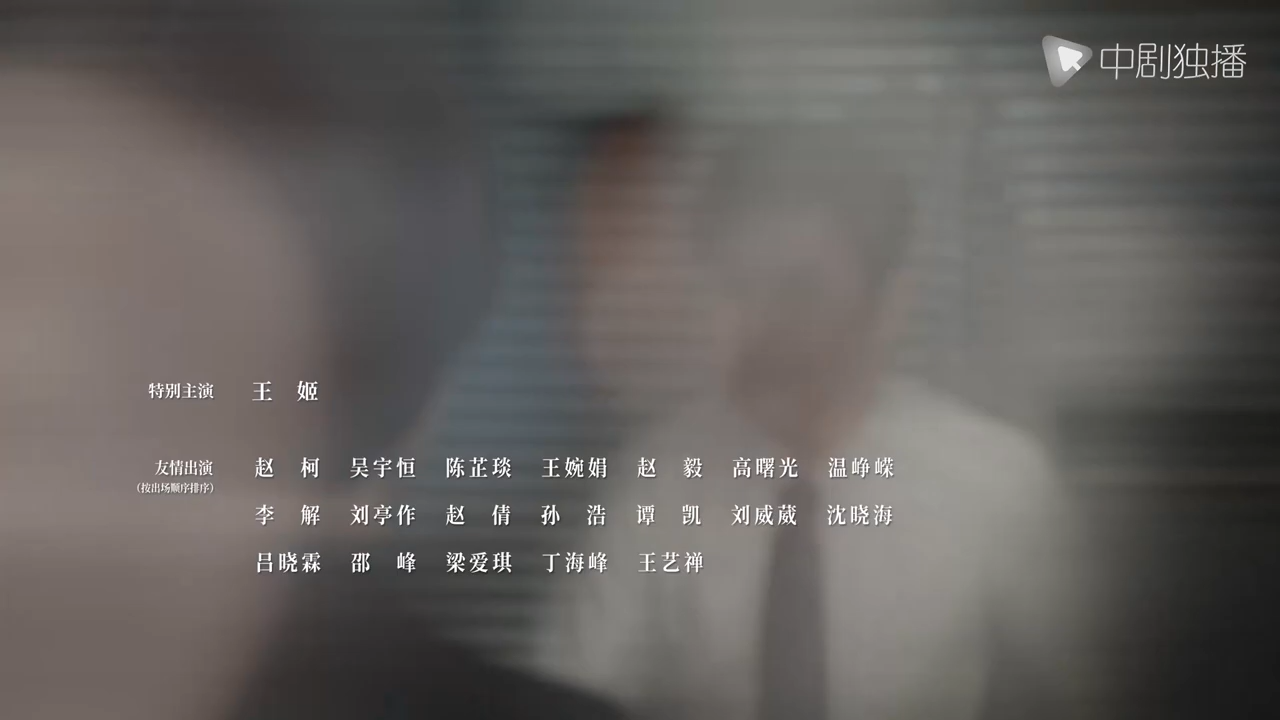 中剧独播
特别主演 王 姬
友情出演 赵 柯 吴宇恒 陈芷琰 王婉娟 赵 毅 高曙光 温峥嵘
(按出场顺序排序)
李 解 刘亭作 赵 倩 孙 浩 谭 凯 刘威葳 沈晓海
吕晓霖 邵 峰 梁爱琪 丁海峰 王艺禅